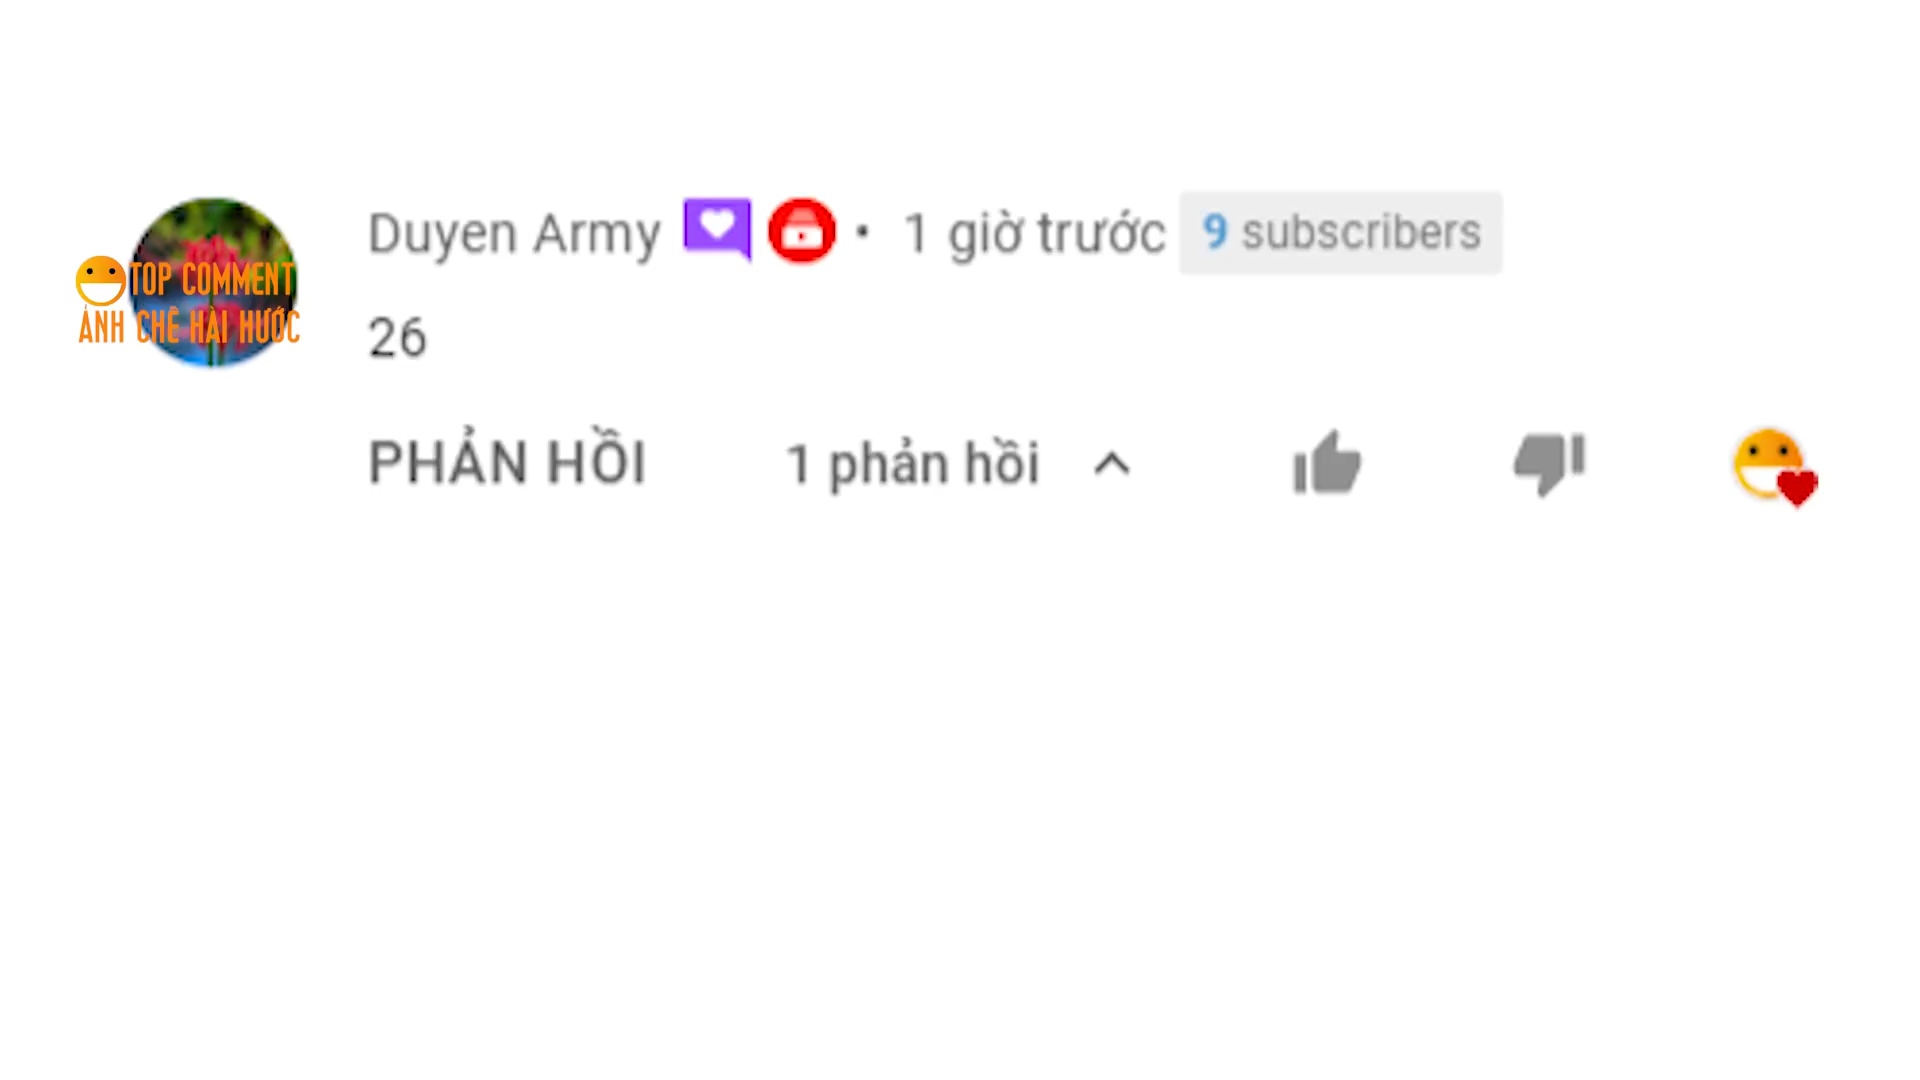 Duyen Army • 1 giờ trước 9 subscribers
TOP COMMENT
ẢNH CHẾ HÀI HƯỚC
26
PHẢN HỒI 1 phản hồi